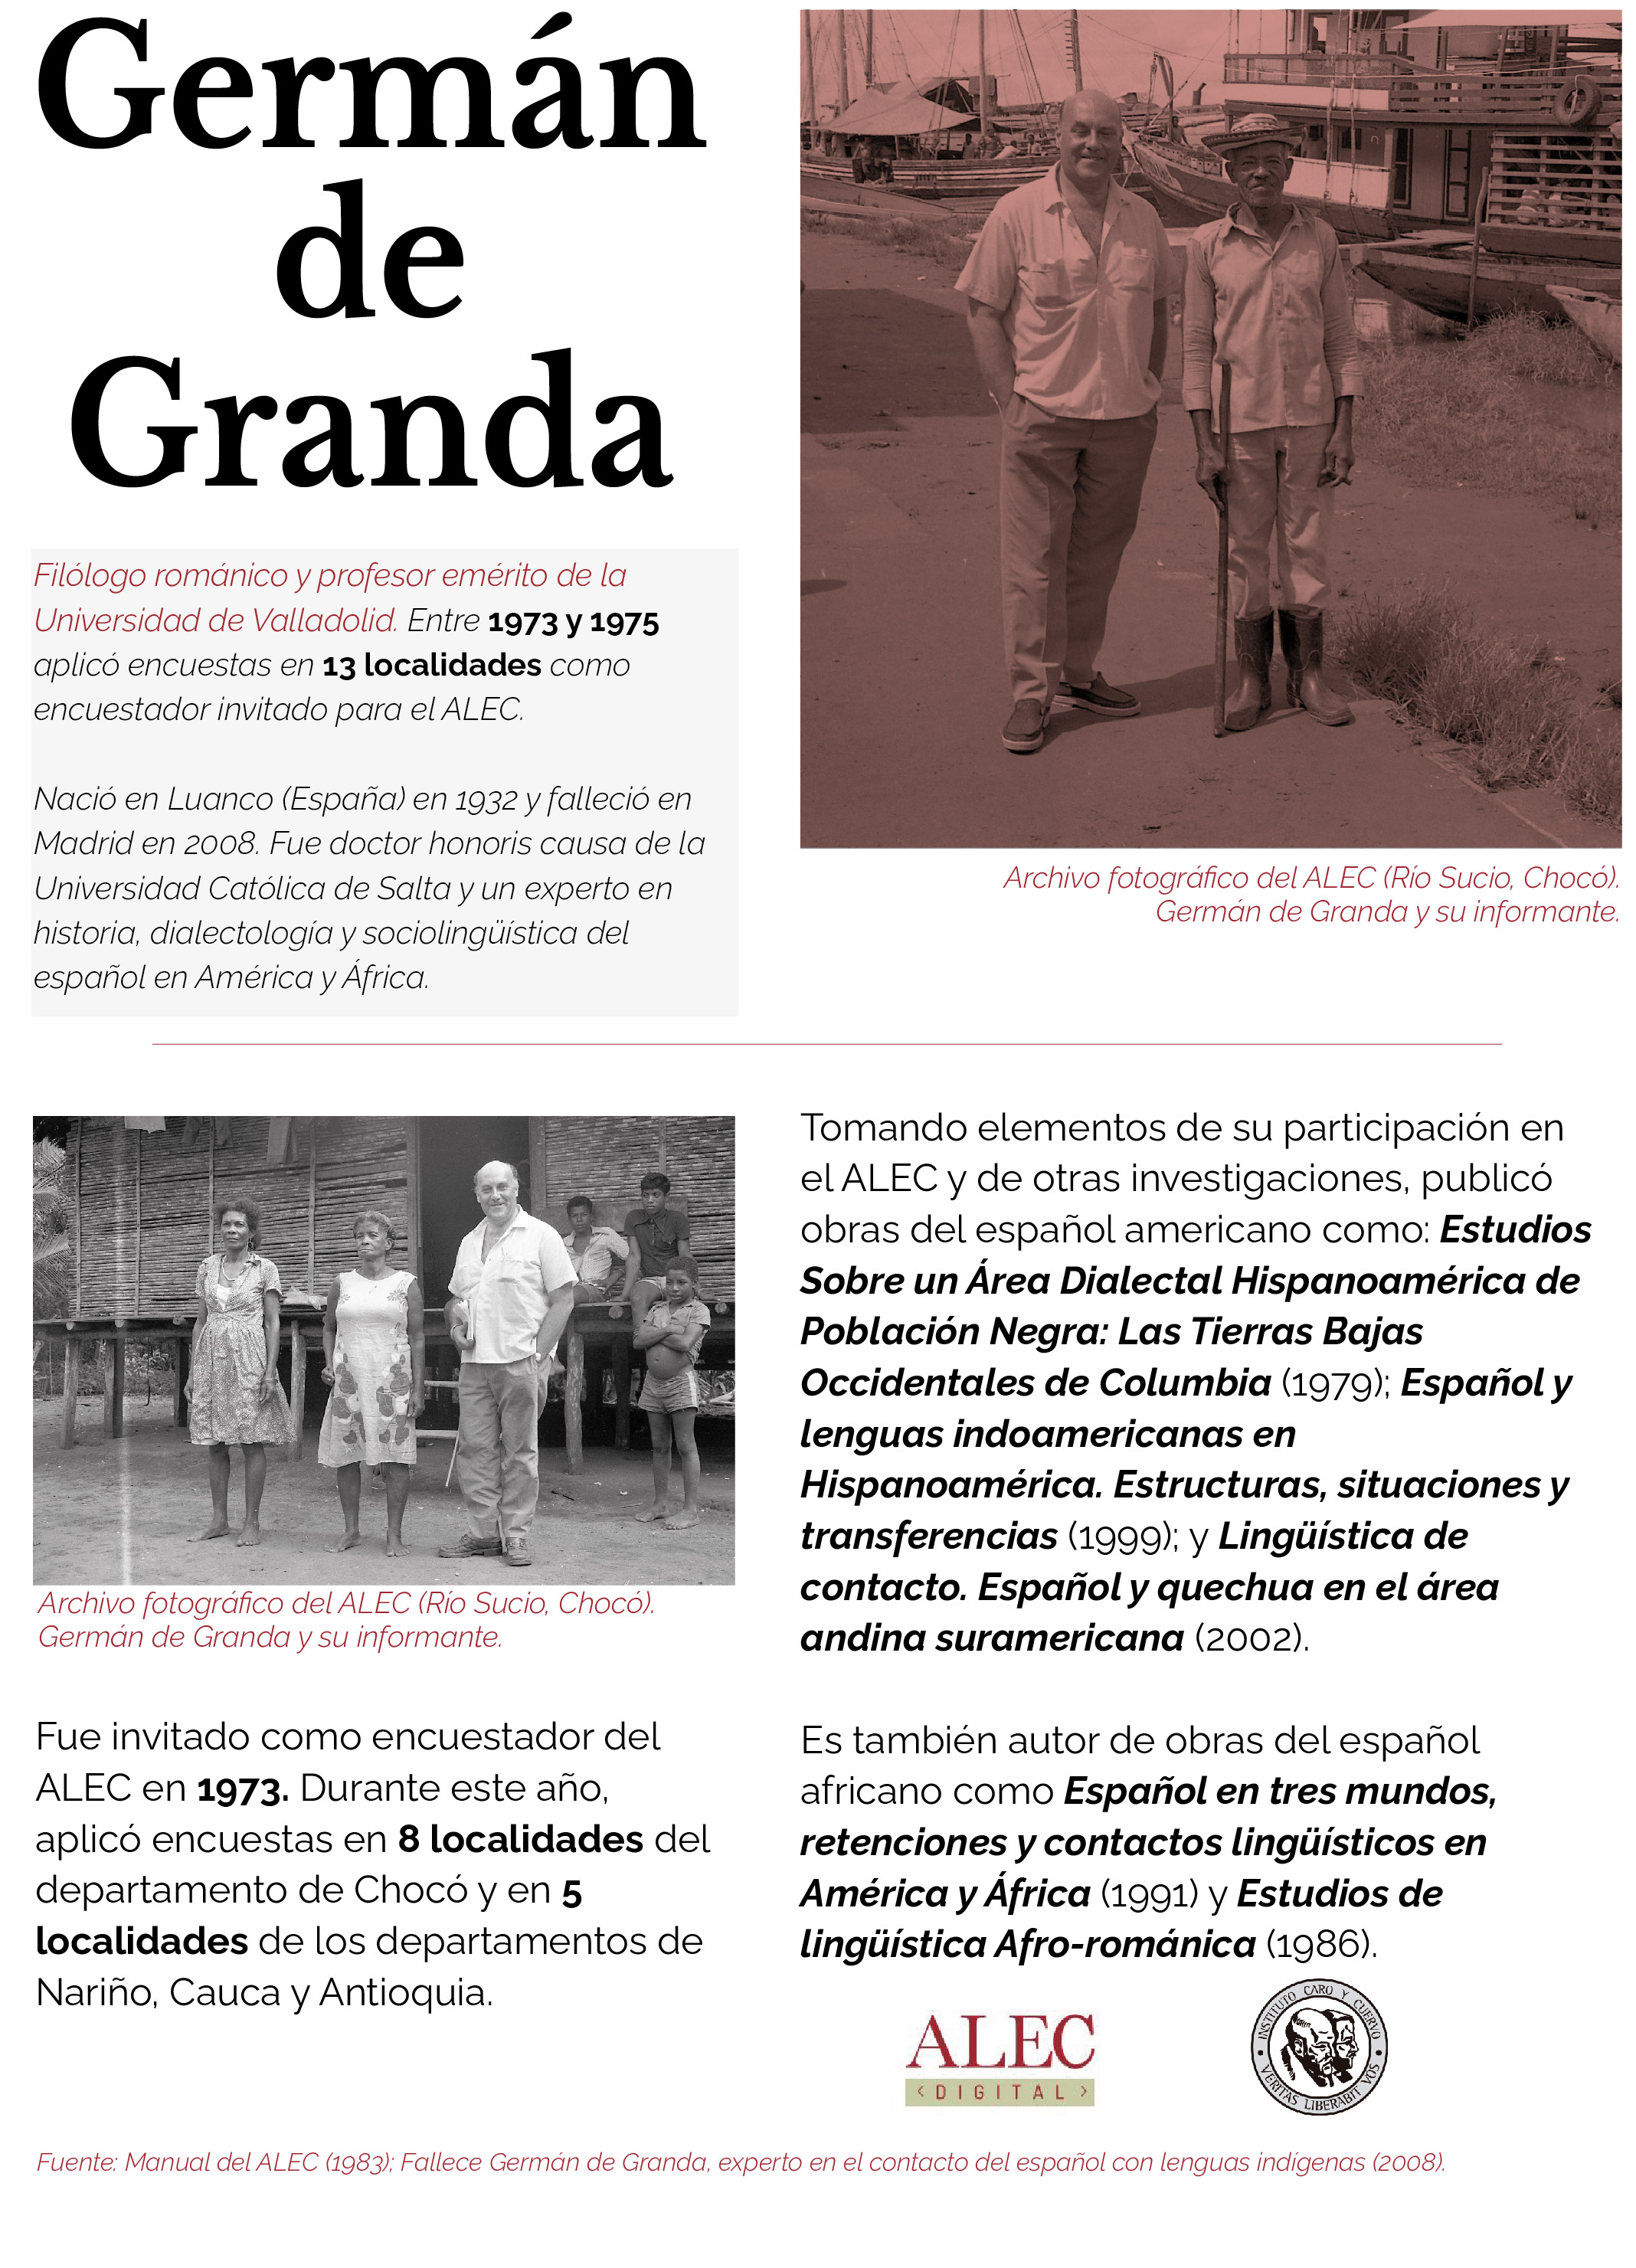 Germán
de
Granda
Filólogo románico y profesor emérito de la
Universidad de Valladolid. Entre 1973 y 1975
aplicó encuestas en 13 localidades como
encuestador invitado para el ALEC.
Nació en Luanco (España) en 1932 y falleció en
Madrid en 2008. Fue doctor honoris causa de la
Universidad Católica de Salta y un experto en
historia, dialectología y sociolingüística del
español en América y África.
Archivo fotográfico del ALEC (Río Sucio, Chocó).
Germán de Granda y su informante.
Archivo fotográfico del ALEC (Río Sucio, Chocó).
Germán de Granda y su informante.
Fue invitado como encuestador del
ALEC en 1973. Durante este año,
aplicó encuestas en 8 localidades del
departamento de Chocó y en 5
localidades de los departamentos de
Nariño, Cauca y Antioquia.
Tomando elementos de su participación en
el ALEC y de otras investigaciones, publicó
obras del español americano como: Estudios
Sobre un Área Dialectal Hispanoamérica de
Población Negra: Las Tierras Bajas
Occidentales de Columbia (1979); Español y
lenguas indoamericanas en
Hispanoamérica. Estructuras, situaciones y
transferencias (1999); y Lingüística de
contacto. Español y quechua en el área
andina suramericana (2002).
Es también autor de obras del español
africano como Español en tres mundos,
retenciones y contactos lingüísticos en
América y África (1991) y Estudios de
lingüística Afro-románica (1986).
ALEC
‹ DIGITAL ›
INSTITUTO CARO Y CUERVO
VERITAS LIBERABIT VOS
Fuente: Manual del ALEC (1983); Fallece Germán de Granda, experto en el contacto del español con lenguas indígenas (2008).